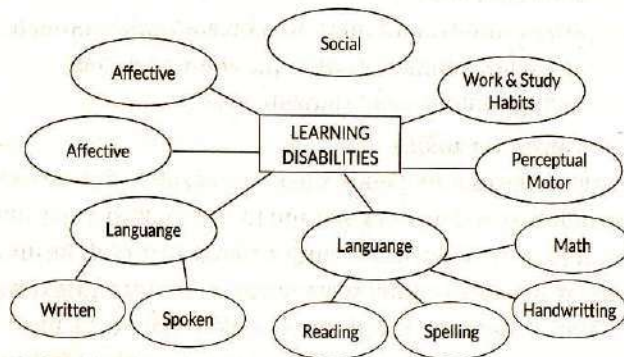 Social
Affective
Work & Study
Habits
LEARNING
DISABILITIES
Affective
Perceptual
Motor
Languange
Languange
Math
Written
Spoken
Reading
Spelling
Handwritting